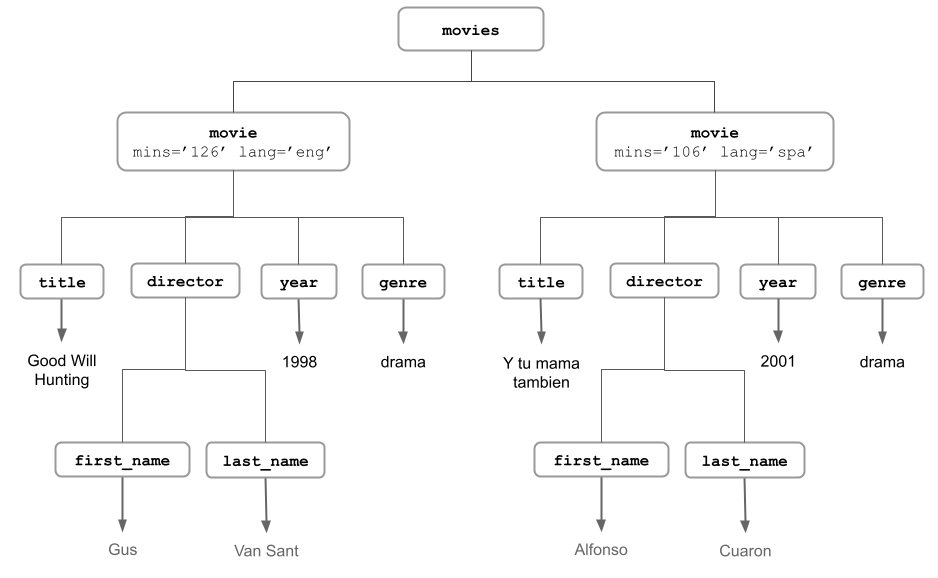 movies
movie
mins=’126’ lang=’eng’
movie
mins=’106’ lang=’spa’
title
director
year
genre
title
director
year
genre
Good Will
Hunting
1998
drama
Y tu mama
tambien
2001
drama
first_name
last_name
first_name
last_name
Gus
Van Sant
Alfonso
Cuaron